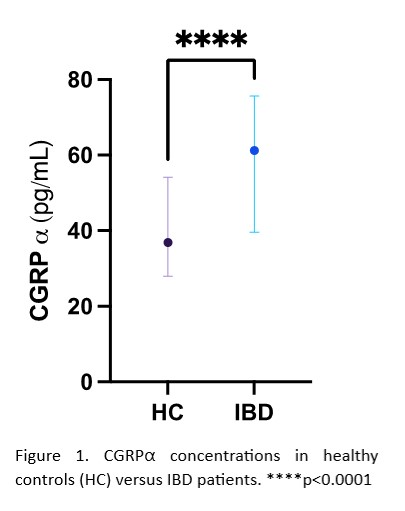 ****
80
60
40
20
0
CGRP α (pg/mL)
HC IBD
Figure 1. CGRPα concentrations in healthy
controls (HC) versus IBD patients. ****p<0.0001